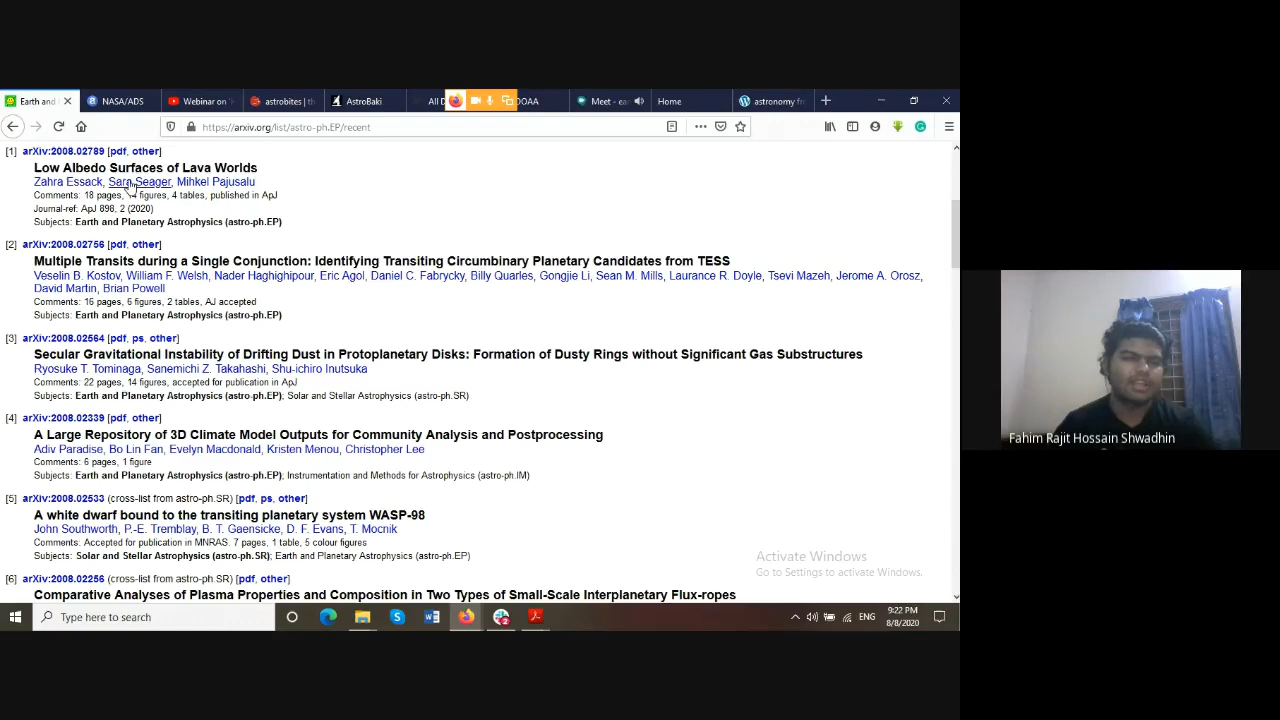 Earth and
NASA/ADS
Webinar on
astrobites | th
AstroBaki
All D
OOAA
Meet - ea
Home
astronomy fr
https://arxiv.org/list/astro-ph.EP/recent
[1] arXiv:2008.02789 [pdf, other]
Low Albedo Surfaces of Lava Worlds
Zahra Essack, Sara Seager, Mihkel Pajusalu
Comments: 18 pages, 14 figures, 4 tables, published in ApJ
Journal-ref: ApJ 898, 2 (2020)
Subjects: Earth and Planetary Astrophysics (astro-ph.EP)
[2] arXiv:2008.02756 [pdf, other]
Multiple Transits during a Single Conjunction: Identifying Transiting Circumbinary Planetary Candidates from TESS
Veselin B. Kostov, William F. Welsh, Nader Haghighipour, Eric Agol, Daniel C. Fabrycky, Billy Quarles, Gongjie Li, Sean M. Mills, Laurance R. Doyle, Tsevi Mazeh, Jerome A. Orosz,
David Martin, Brian Powell
Comments: 16 pages, 6 figures, 2 tables, AJ accepted
Subjects: Earth and Planetary Astrophysics (astro-ph.EP)
[3] arXiv:2008.02564 [pdf, ps, other]
Secular Gravitational Instability of Drifting Dust in Protoplanetary Disks: Formation of Dusty Rings without Significant Gas Substructures
Ryosuke T. Tominaga, Sanemichi Z. Takahashi, Shu-ichiro Inutsuka
Comments: 22 pages, 14 figures, accepted for publication in ApJ
Subjects: Earth and Planetary Astrophysics (astro-ph.EP); Solar and Stellar Astrophysics (astro-ph.SR)
[4] arXiv:2008.02339 [pdf, other]
A Large Repository of 3D Climate Model Outputs for Community Analysis and Postprocessing
Adiv Paradise, Bo Lin Fan, Evelyn Macdonald, Kristen Menou, Christopher Lee
Comments: 6 pages, 1 figure
Subjects: Earth and Planetary Astrophysics (astro-ph.EP); Instrumentation and Methods for Astrophysics (astro-ph.IM)
[5] arXiv:2008.02533 (cross-list from astro-ph.SR) [pdf, ps, other]
A white dwarf bound to the transiting planetary system WASP-98
John Southworth, P.-E. Tremblay, B. T. Gaensicke, D. F. Evans, T. Mocnik
Comments: Accepted for publication in MNRAS. 7 pages, 1 table, 5 colour figures
Subjects: Solar and Stellar Astrophysics (astro-ph.SR); Earth and Planetary Astrophysics (astro-ph.EP)
[6] arXiv:2008.02256 (cross-list from astro-ph.SR) [pdf, other]
Comparative Analyses of Plasma Properties and Composition in Two Types of Small-Scale Interplanetary Flux-ropes
Activate Windows
Go to Settings to activate Windows.
Type here to search
ENG
9:22 PM
8/8/2020
Fahim Rajit Hossain Shwadhin